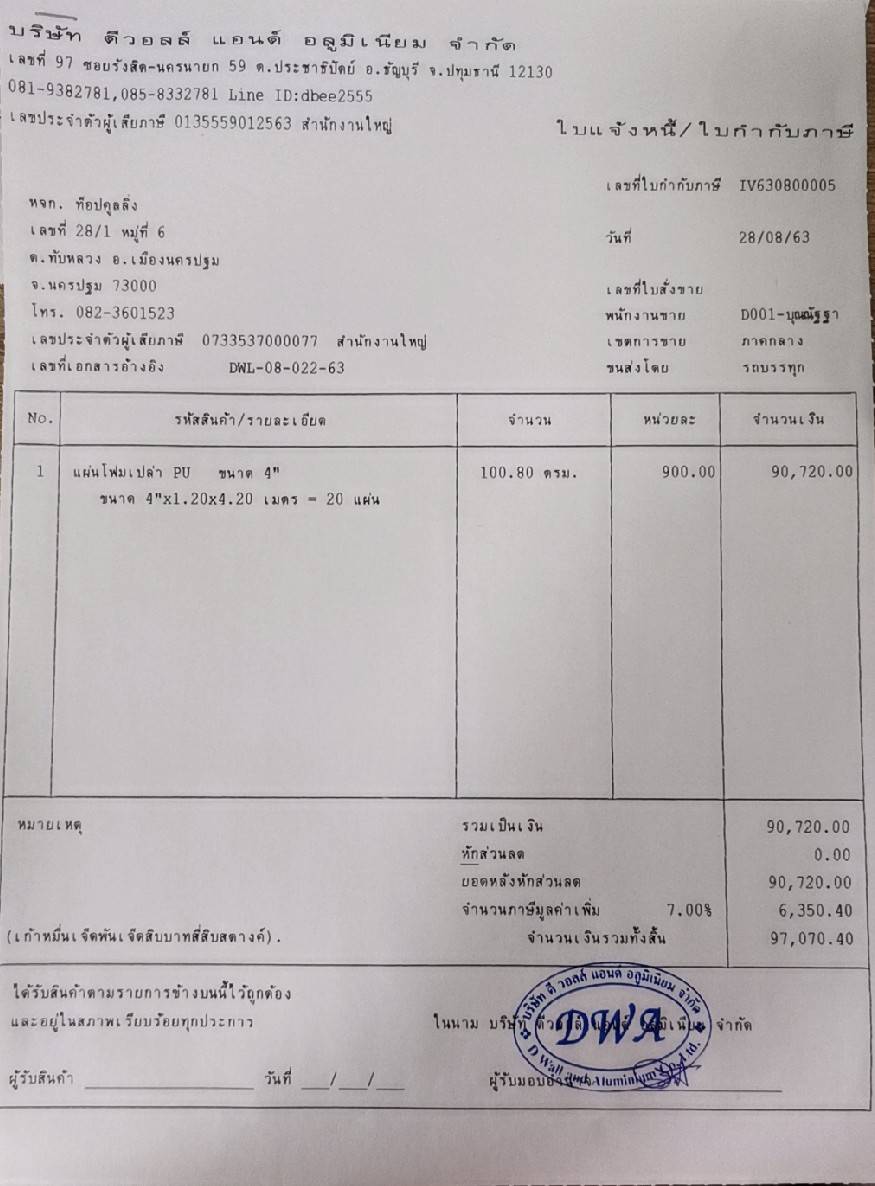 บริษัท ดีวอลล์ แอนด์ อลูมิเนียม จำกัด
เลขที่ 97 ซอยรังสิต-นครนายก 59 ต.ประชาธิปัตย์ อ.ธัญบุรี จ.ปทุมธานี 12130
081-9382781,085-8332781 Line ID:dbee2555
เลขประจำตัวผู้เสียภาษี 0135559012563 สำนักงานใหญ่
ใบแจ้งหนี้/ใบกำกับภาษี
เลขที่ใบกำกับภาษี IV630800005
หจก. ท็อปคูลลิ่ง
เลขที่ 28/1 หมู่ที่ 6
วันที่ 28/08/63
ต.ทับหลวง อ.เมืองนครปฐม
จ.นครปฐม 73000
เลขที่ใบสั่งขาย
โทร. 082-3601523
พนักงานขาย D001-บุณณัฐฐา
เลขประจำตัวผู้เสียภาษี 0733537000077 สำนักงานใหญ่
เขตการขาย ภาคกลาง
เลขที่เอกสารอ้างอิง DWL-08-022-63
ขนส่งโดย รถบรรทุก
No. รหัสสินค้า/รายละเอียด จำนวน หน่วยละ จำนวนเงิน
1 แผ่นโฟมเปล่า PU ขนาด 4" 100.80 ตรม. 900.00 90,720.00
ขนาด 4"x1.20x4.20 เมตร = 20 แผ่น
หมายเหตุ
รวมเป็นเงิน 90,720.00
หักส่วนลด 0.00
ยอดหลังหักส่วนลด 90,720.00
จำนวนภาษีมูลค่าเพิ่ม 7.00% 6,350.40
(เก้าหมื่นเจ็ดพันเจ็ดสิบบาทสี่สิบสตางค์). จำนวนเงินรวมทั้งสิ้น 97,070.40
ได้รับสินค้าตามรายการข้างบนนี้ไว้ถูกต้อง
และอยู่ในสภาพเรียบร้อยทุกประการ
ในนาม บริษัท ดีวอลล์ แอนด์ อลูมิเนียม จำกัด
ผู้รับสินค้า วันที่ __/__/__
ผู้รับมอบอำนาจ
บริษัท ดี วอลล์ แอนด์ อลูมิเนียม จำกัด
DWA
D Wall and Aluminium Co., Ltd.